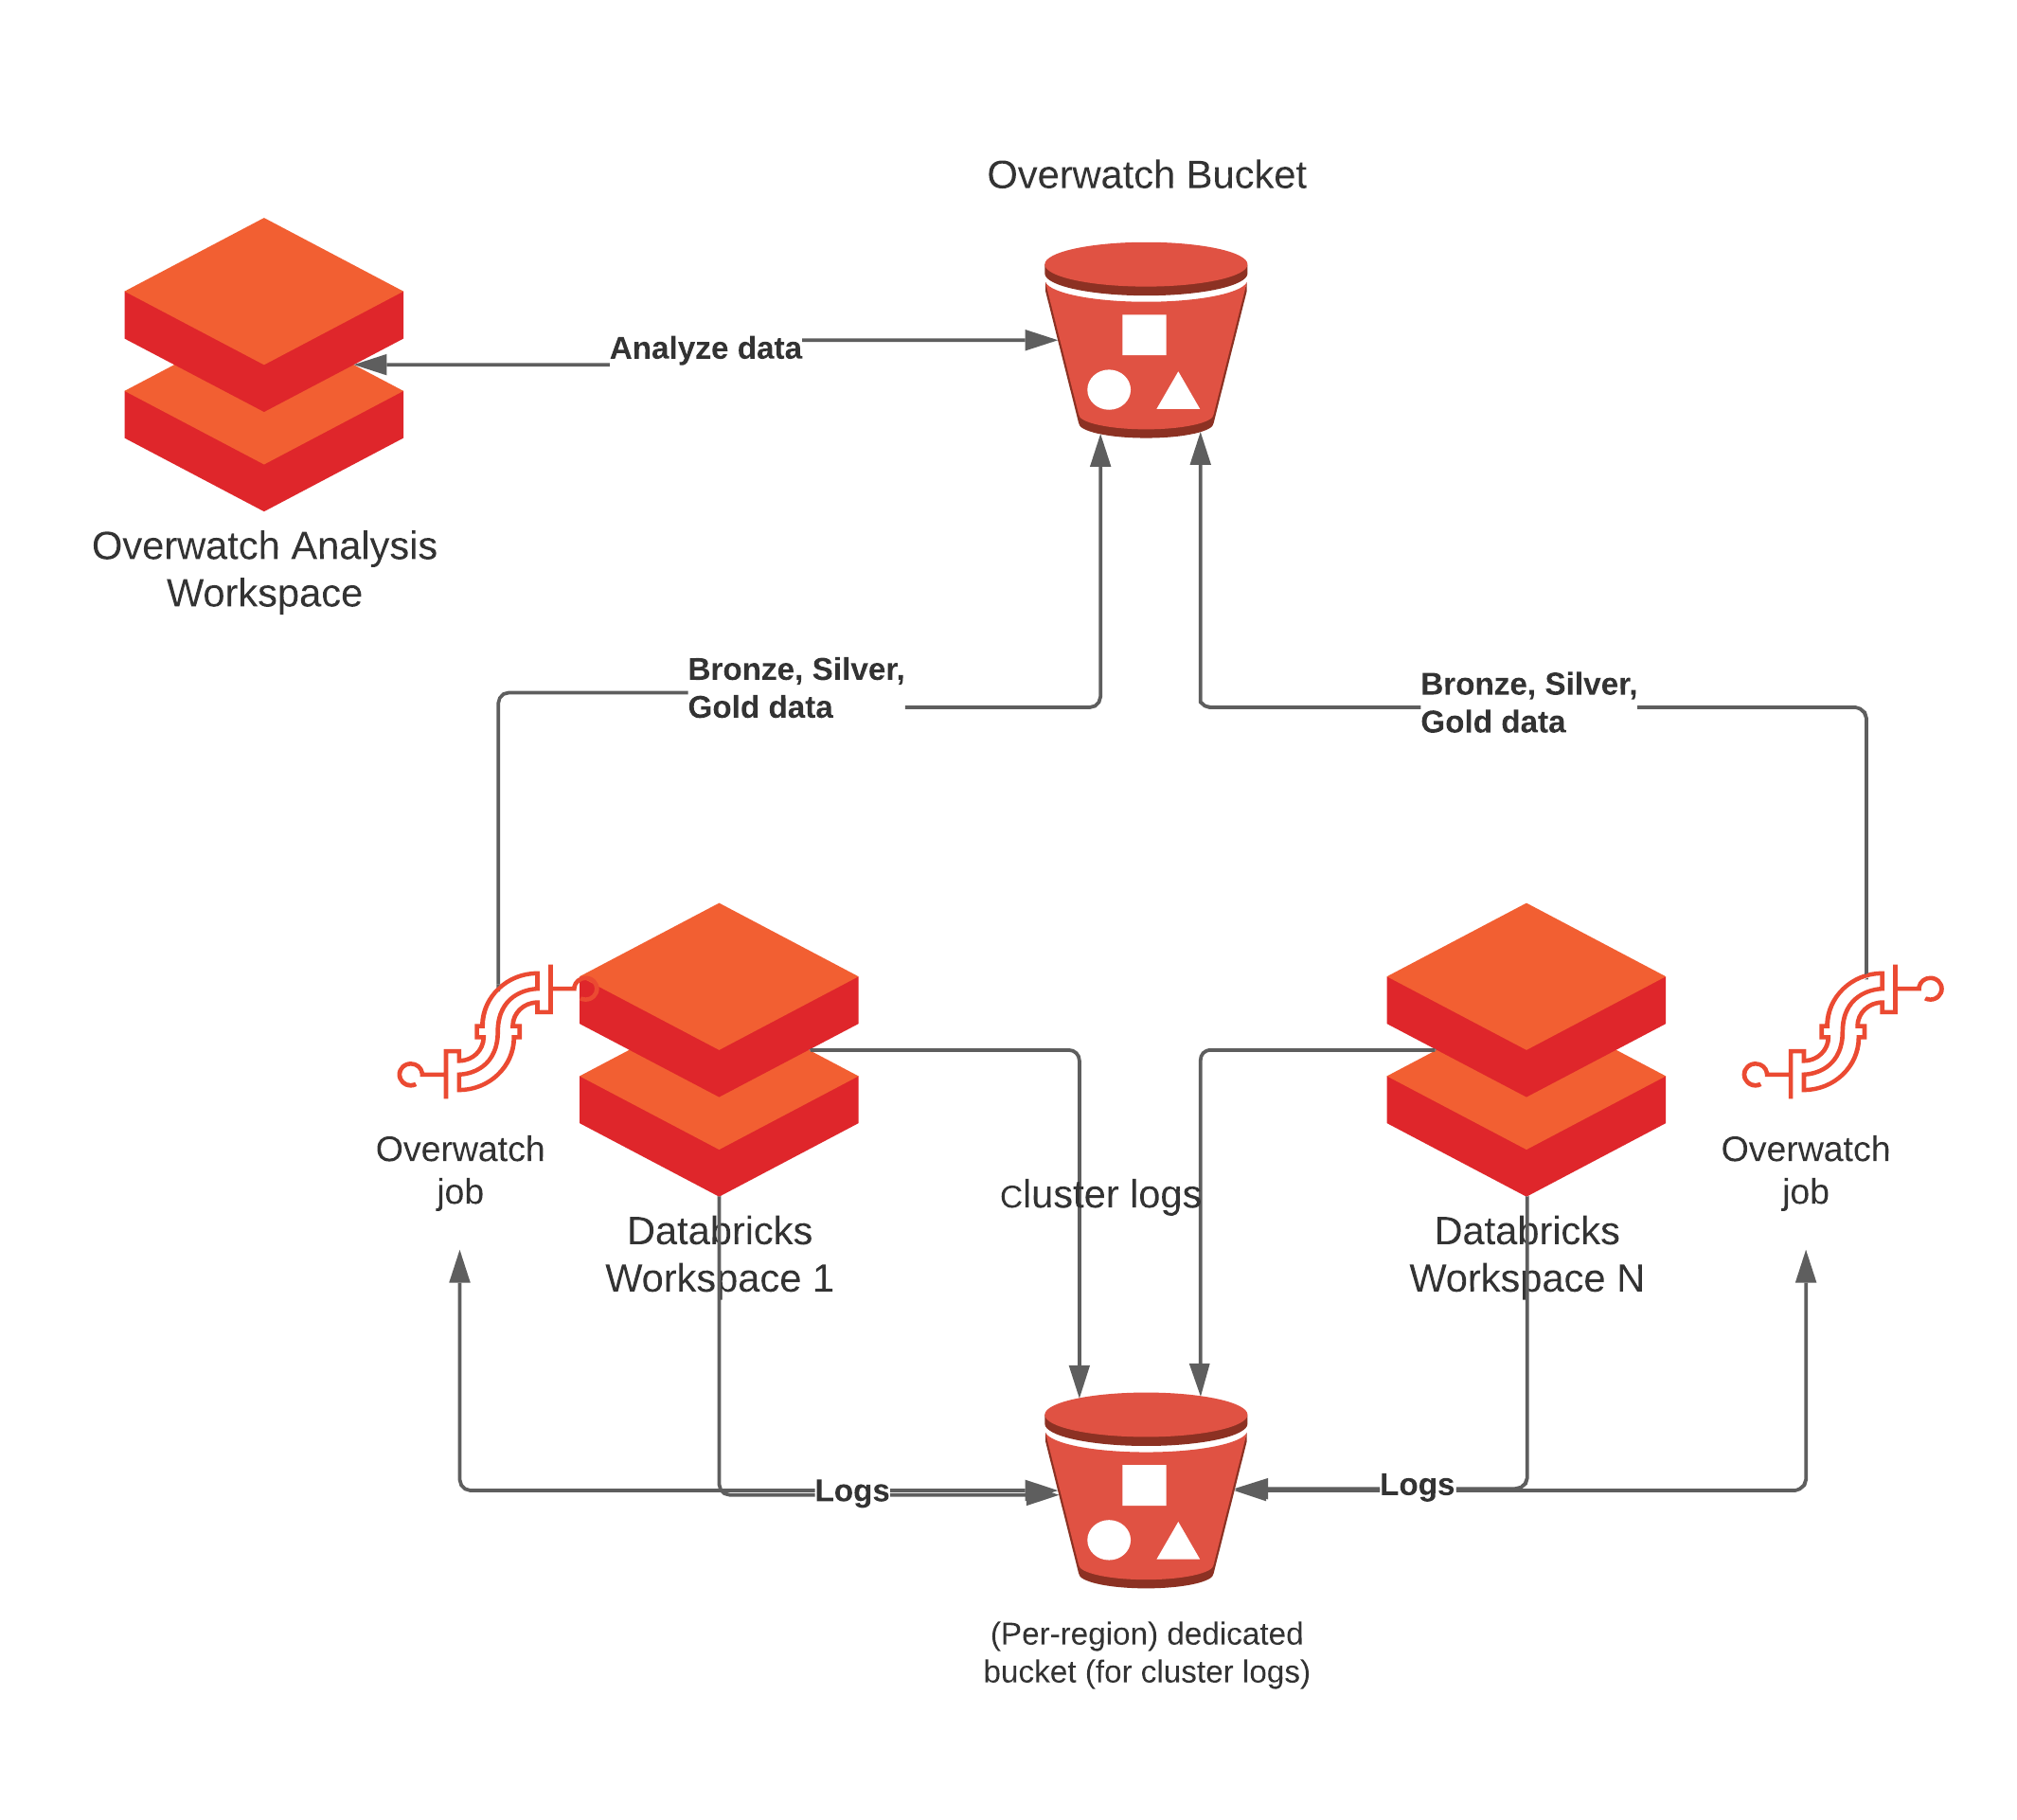 Overwatch Bucket
Analyze data
Overwatch Analysis
Workspace
Bronze, Silver,
Gold data
Bronze, Silver,
Gold data
Overwatch
job
Databricks
Workspace 1
Cluster logs
Databricks
Workspace N
Overwatch
job
Logs
Logs
(Per-region) dedicated
bucket (for cluster logs)